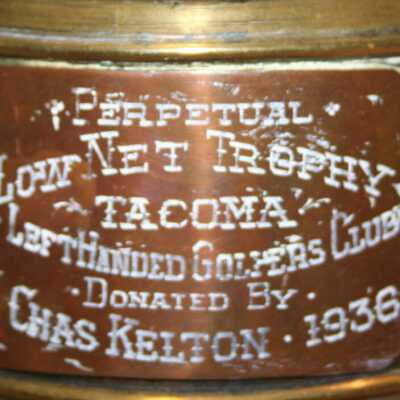 · PERPETUAL ·
LOW NET TROPHY
TACOMA
LEFT HANDED GOLFERS CLUB
· DONATED BY ·
CHAS KELTON · 1936